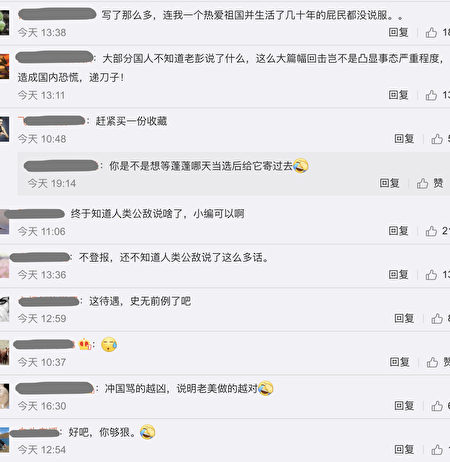 写了那么多，连我一个热爱祖国并生活了几十年的屁民都没说服。。
今天 13:38 回复 18
：大部分国人不知道老彭说了什么，这么大篇幅回击岂不是凸显事态严重程度，
造成国内恐慌，递刀子！
今天 13:11 回复 13
：赶紧买一份收藏
今天 10:48 回复
：你是不是想等蓬蓬哪天当选后给它寄过去
今天 19:14 回复 赞
：终于知道人类公敌说啥了，小编可以啊
今天 11:06 回复 21
：不登报，还不知道人类公敌说了这么多话。
今天 13:36 回复 13
：这待遇，史无前例了吧
今天 12:59 回复
：
今天 10:37 回复 赞
：冲国骂的越凶，说明老美做的越对
今天 16:30 回复
：好吧，你够狠。
今天 12:54 回复